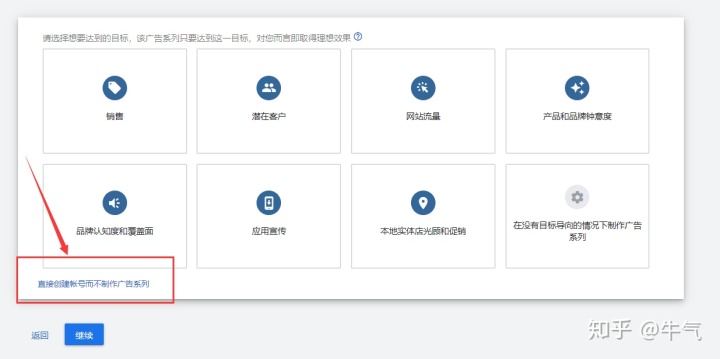 请选择想要达到的目标，该广告系列只要达到这一目标，对您而言即取得理想效果
销售
潜在客户
网站流量
产品和品牌钟意度
品牌认知度和覆盖面
应用宣传
本地实体店光顾和促销
在没有目标导向的情况下制作广告
系列
直接创建帐号而不制作广告系列
返回
继续
知乎 @牛气